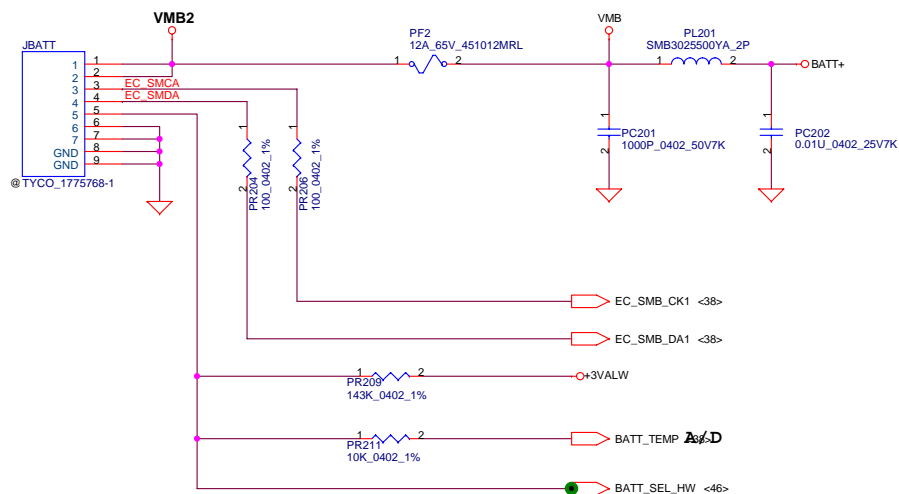 VMB2
VMB
JBATT
PF2
12A_65V_451012MRL
PL201
SMB3025500YA_2P
1
2
3
4
5
6
7
GND
GND
1
2
3
4
5
6
7
8
9
EC_SMCA
EC_SMDA
1
2
1
2
BATT+
@ TYCO_1775768-1
1
2
PR204
100_0402_1%
1
2
PR206
100_0402_1%
1
2
PC201
1000P_0402_50V7K
1
2
PC202
0.01U_0402_25V7K
EC_SMB_CK1 <38>
EC_SMB_DA1 <38>
1
2
PR209
143K_0402_1%
+3VALW
1
2
PR211
10K_0402_1%
BATT_TEMP
A/D
BATT_SEL_HW <46>